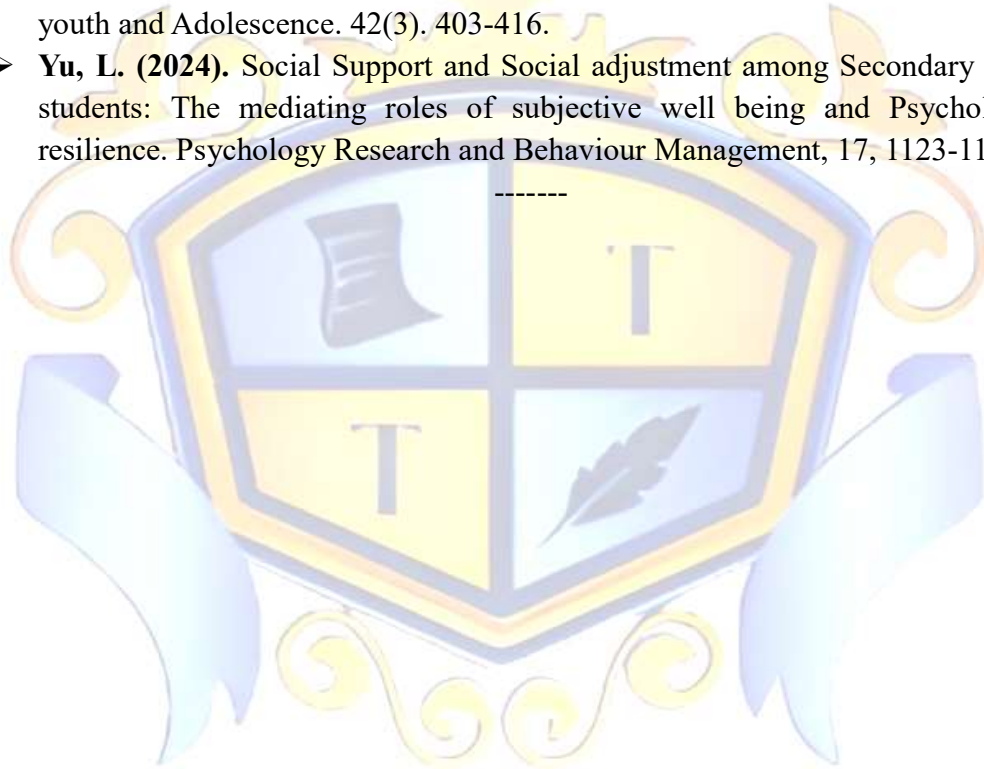 youth and Adolescence. 42(3). 403-416.
➢ Yu, L. (2024). Social Support and Social adjustment among Secondary
students: The mediating roles of subjective well being and
resilience. Psychology Research and Behaviour Management, 17,
-------
T
T